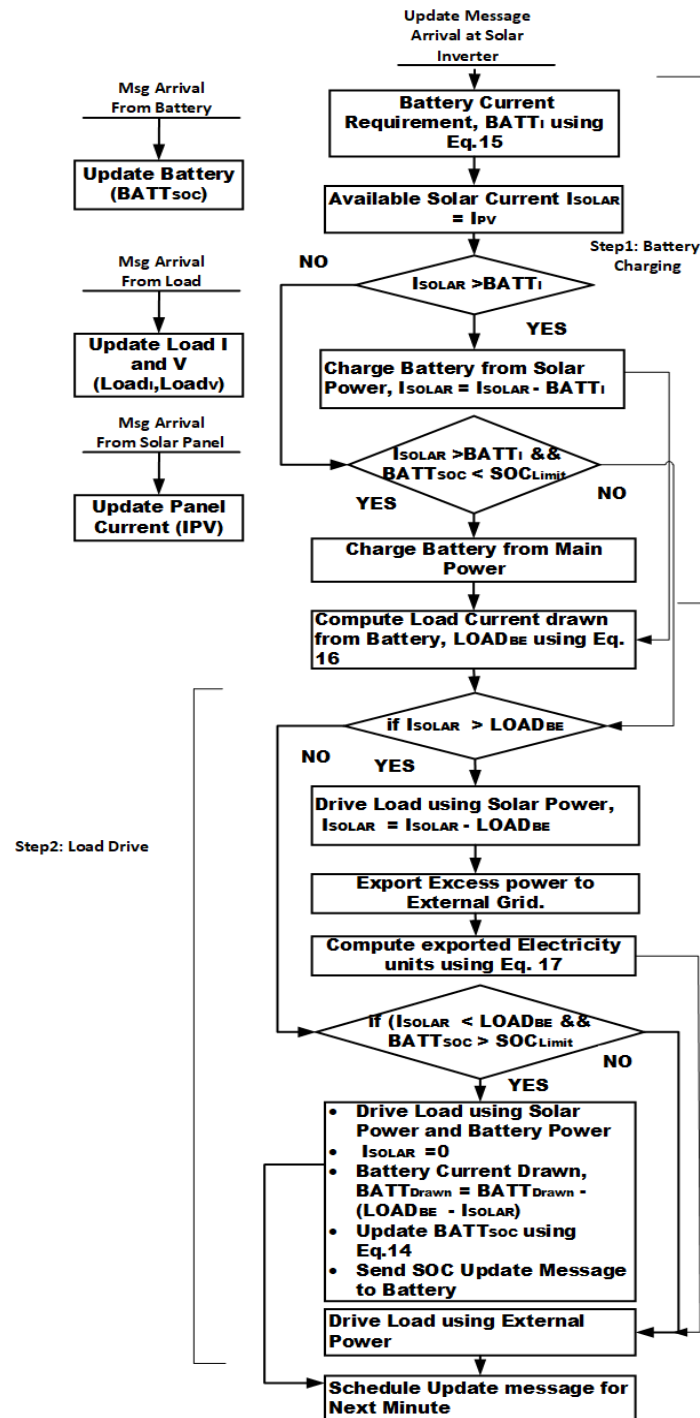 Update Message
Arrival at Solar
Inverter
Msg Arrival
From Battery
Update Battery
(BATTSOC)
Msg Arrival
From Load
Update Load I
and V
(LoadI,LoadV)
Msg Arrival
From Solar Panel
Update Panel
Current (IPV)
Battery Current
Requirement, BATTI using
Eq.15
Available Solar Current ISOLAR
= IPV
Step1: Battery
Charging
NO
ISOLAR >BATTI
YES
Charge Battery from Solar
Power, ISOLAR = ISOLAR - BATTI
ISOLAR >BATTI &&
BATTSOC < SOCLimit
YES
NO
Charge Battery from Main
Power
Compute Load Current drawn
from Battery, LOADBE using Eq.
16
if ISOLAR > LOADBE
NO
YES
Step2: Load Drive
Drive Load using Solar Power,
ISOLAR = ISOLAR - LOADBE
Export Excess power to
External Grid.
Compute exported Electricity
units using Eq. 17
if (ISOLAR < LOADBE &&
BATTSOC > SOCLimit
NO
YES
• Drive Load using Solar
Power and Battery Power
• ISOLAR =0
• Battery Current Drawn,
BATTDrawn = BATTDrawn -
(LOADBE - ISOLAR)
• Update BATTSOC using
Eq.14
• Send SOC Update Message
to Battery
Drive Load using External
Power
Schedule Update message for
Next Minute